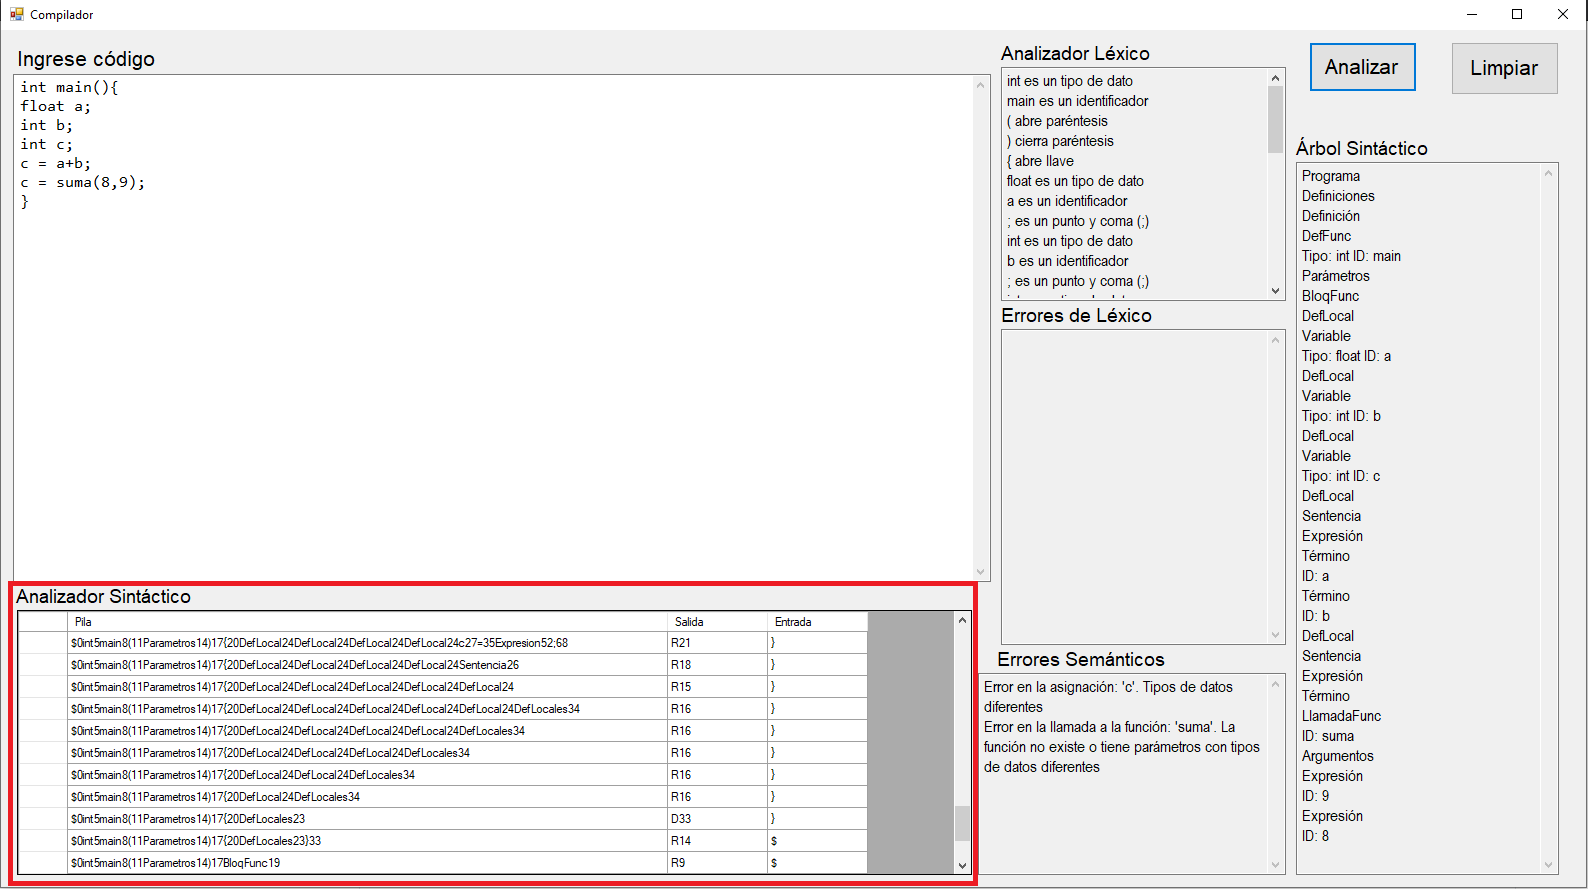 Compilador
Ingrese código
int main(){
float a;
int b;
int c;
c = a+b;
c = suma(8,9);
}
Analizador Léxico
int es un tipo de dato
main es un identificador
( abre paréntesis
) cierra paréntesis
{ abre llave
float es un tipo de dato
a es un identificador
; es un punto y coma (;)
int es un tipo de dato
b es un identificador
; es un punto y coma (;)
Errores de Léxico
Errores Semánticos
Error en la asignación: 'c'. Tipos de datos
diferentes
Error en la llamada a la función: 'suma'. La
función no existe o tiene parámetros con tipos
de datos diferentes
Analizar
Limpiar
Árbol Sintáctico
Programa
Definiciones
Definición
DefFunc
Tipo: int ID: main
Parámetros
BloqFunc
DefLocal
Variable
Tipo: float ID: a
DefLocal
Variable
Tipo: int ID: b
DefLocal
Variable
Tipo: int ID: c
DefLocal
Sentencia
Expresión
Término
ID: a
Término
ID: b
DefLocal
Sentencia
Expresión
Término
LlamadaFunc
ID: suma
Argumentos
Expresión
ID: 9
Expresión
ID: 8
Analizador Sintáctico
Pila Salida Entrada
$0int5main8(11Parametros14)17{20DefLocal24DefLocal24DefLocal24DefLocal24c27=35Expresion52;68 R21 }
$0int5main8(11Parametros14)17{20DefLocal24DefLocal24DefLocal24DefLocal24Sentencia26 R18 }
$0int5main8(11Parametros14)17{20DefLocal24DefLocal24DefLocal24DefLocal24DefLocal24 R15 }
$0int5main8(11Parametros14)17{20DefLocal24DefLocal24DefLocal24DefLocal24DefLocal24DefLocales34 R16 }
$0int5main8(11Parametros14)17{20DefLocal24DefLocal24DefLocal24DefLocal24DefLocales34 R16 }
$0int5main8(11Parametros14)17{20DefLocal24DefLocal24DefLocal24DefLocales34 R16 }
$0int5main8(11Parametros14)17{20DefLocal24DefLocal24DefLocales34 R16 }
$0int5main8(11Parametros14)17{20DefLocal24DefLocales34 R16 }
$0int5main8(11Parametros14)17{20DefLocales23 D33 }
$0int5main8(11Parametros14)17{20DefLocales23}33 R14 $
$0int5main8(11Parametros14)17BloqFunc19 R9 $